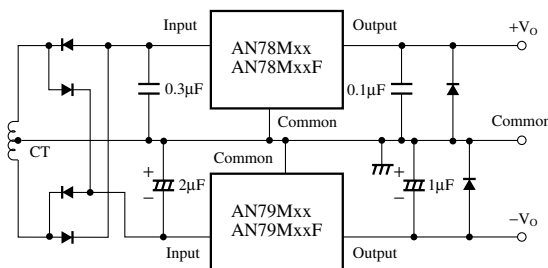 Input
AN78Mxx
AN78MxxF
Output
+VO
0.3μF
0.1μF
Common
Common
CT
Common
+
−
2μF
+
−
1μF
AN79Mxx
AN79MxxF
Input
Output
−VO